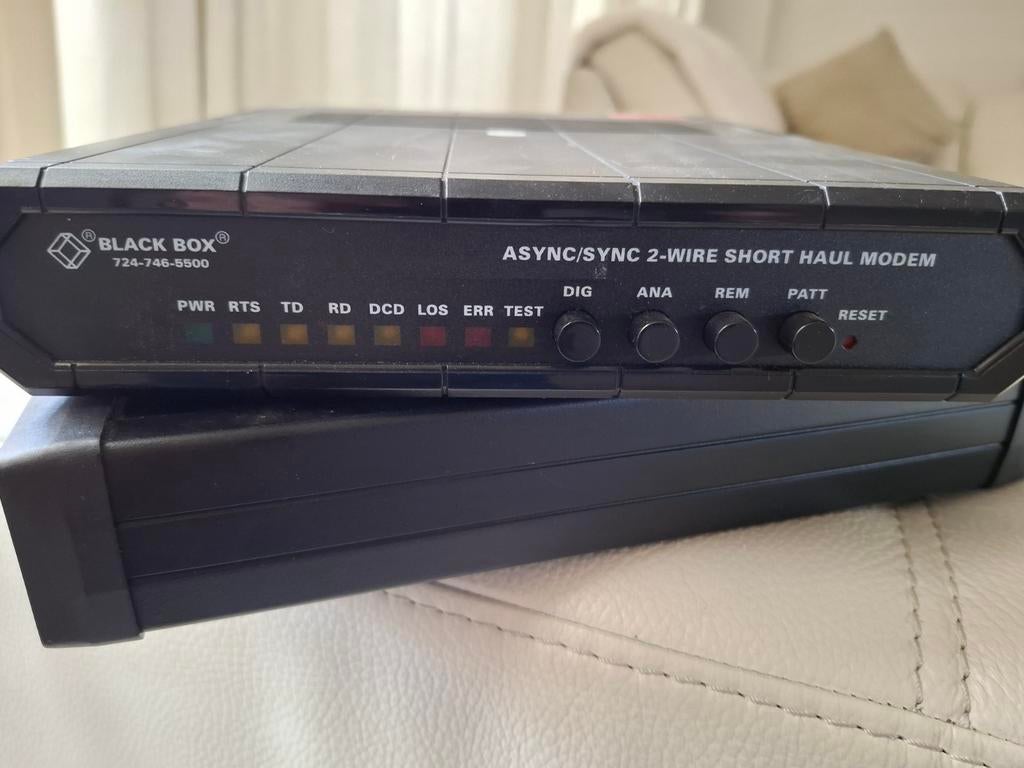 ® BLACK BOX®
724-746-5500
ASYNC/SYNC 2-WIRE SHORT HAUL MODEM
PWR RTS TD RD DCD LOS ERR TEST DIG ANA REM PATT RESET